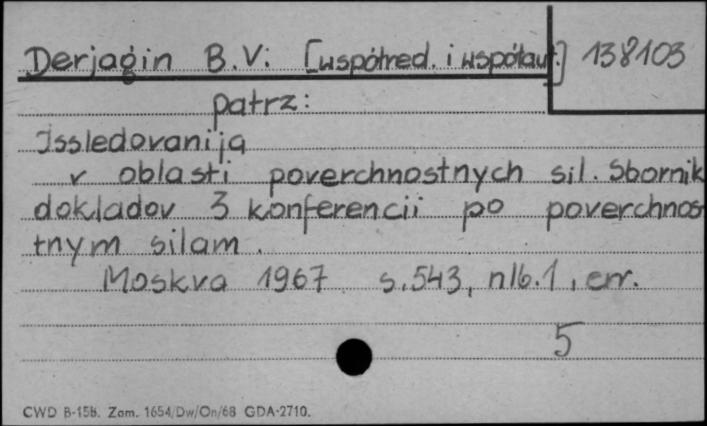 Derjagin B.V: [współred. i współaut.] 138103
patrz:
Issledovanija
v oblasti poverchnostnych sil. Sbornik
dokladov 3 konferencii po poverchnos
tnym silam.
Moskva 1967 s.543, nlb.1, err.
5
CWD B-15b. Zam. 1654/Dw/On/68 GDA-2710.